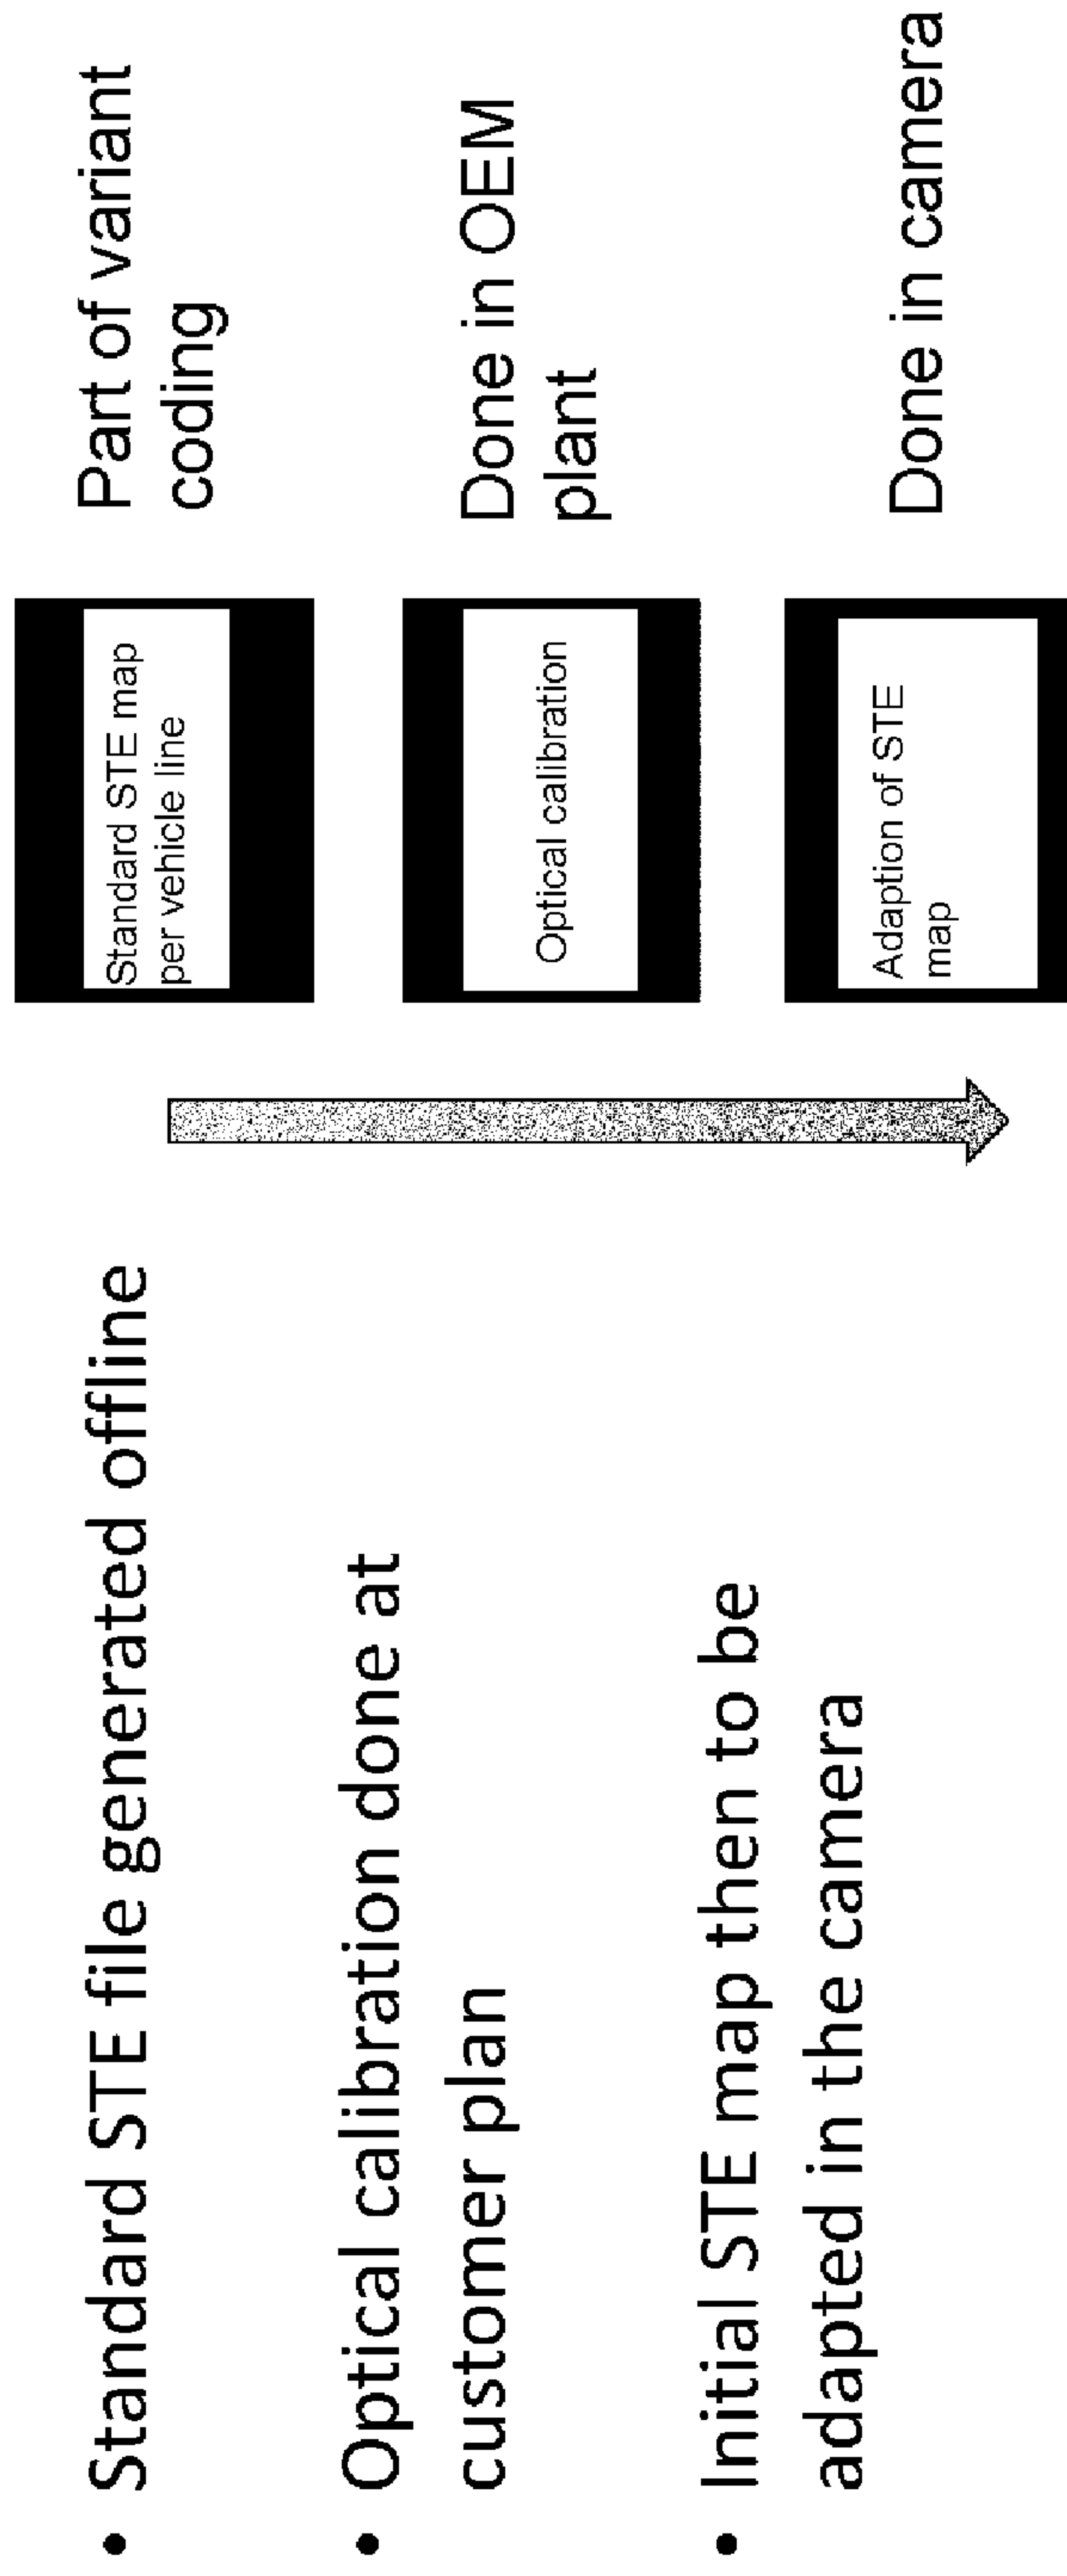 • Standard STE file generated offline
• Optical calibration done at
customer plan
• Initial STE map then to be
adapted in the camera
Standard STE map
per vehicle line
Part of variant
coding
Optical calibration
Done in OEM
plant
Adaption of STE
map
Done in camera